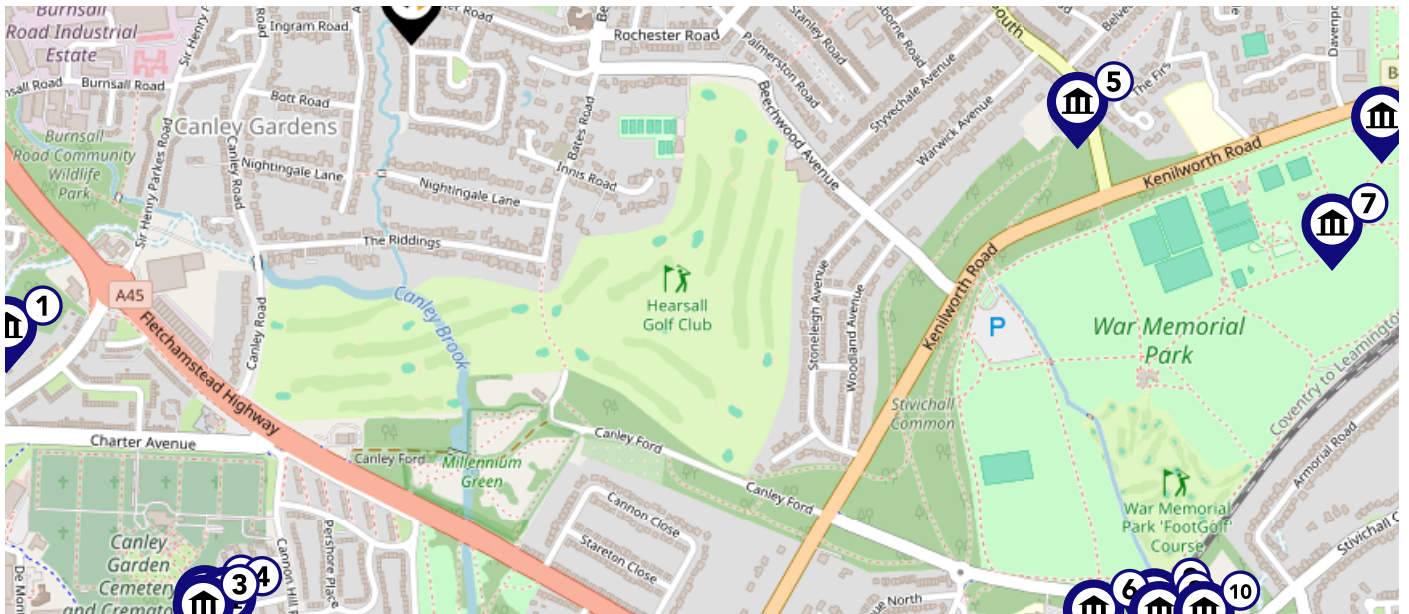 Burnsall
Road Industrial
Estate
Ingram Road
Rochester Road
Stanley Road
South
Palmerston Road
Styvechale Avenue
Warwick Avenue
The Firs
5
Burnsall Road
Sir Henry Parkes Road
Bott Road
Canley Gardens
Canley Road
Bates Road
Beechwood Avenue
Kenilworth Road
Burnsall
Road Community
Wildlife
Park
Nightingale Lane
Nightingale Lane
Innis Road
7
The Riddings
A45
1
Canley Brook
Hearsall
Golf Club
Stoneleigh Avenue
Woodland Avenue
Kenilworth Road
P
War Memorial
Park
Canley Road
Fletchamstead Highway
Coventry to Leamington
Stivichall
Common
Charter Avenue
Canley Ford
Canley Ford
Millennium
Green
Canley Ford
Armorial Road
War Memorial
Park 'FootGolf'
Course
Cannon Close
Stareton Close
Pershore Place
Canley
Garden
Cemetery
3
4
6
10